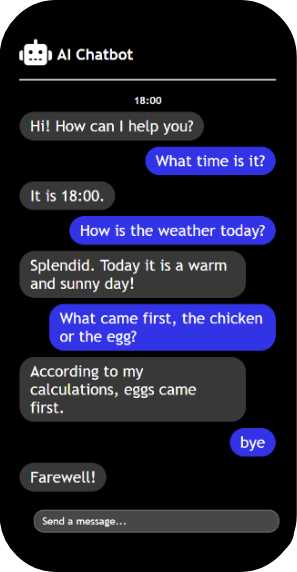 AI Chatbot
18:00
Hi! How can I help you?
What time is it?
It is 18:00.
How is the weather today?
Splendid. Today it is a warm
and sunny day!
What came first, the chicken
or the egg?
According to my
calculations, eggs came
first.
bye
Farewell!
Send a message...